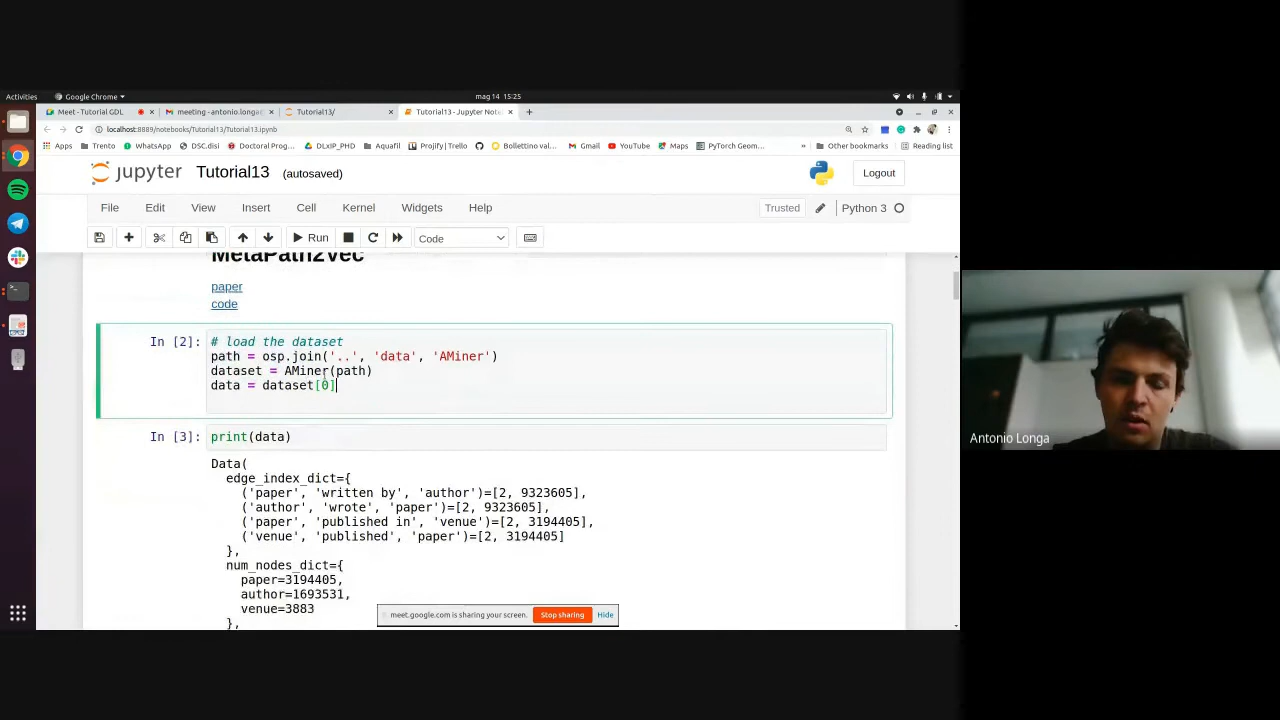 Activities
Google Chrome ▾
mag 14 15:25
Meet - Tutorial GDL
meeting - antonio.longa@
Tutorial13/
Tutorial13 - Jupyter Note
localhost:8889/notebooks/Tutorial13/Tutorial13.ipynb
Apps
Trento
WhatsApp
DSC.disi
Doctoral Prog...
DLxIP_PHD
Aquafil
Projify | Trello
Bollettino val...
Gmail
YouTube
Maps
PyTorch Geom...
»
Other bookmarks
Reading list
jupyter Tutorial13 (autosaved)
Logout
File Edit View Insert Cell Kernel Widgets Help
Trusted
Python 3
Run
Code
MetaPath2Vec
paper
code
In [2]: # load the dataset
path = osp.join('..', 'data', 'AMiner')
dataset = AMiner(path)
data = dataset[0]
In [3]: print(data)
Data(
edge_index_dict={
('paper', 'written by', 'author')=[2, 9323605],
('author', 'wrote', 'paper')=[2, 9323605],
('paper', 'published in', 'venue')=[2, 3194405],
('venue', 'published', 'paper')=[2, 3194405]
},
num_nodes_dict={
paper=3194405,
author=1693531,
venue=3883
},
meet.google.com is sharing your screen.
Stop sharing
Hide
Antonio Longa